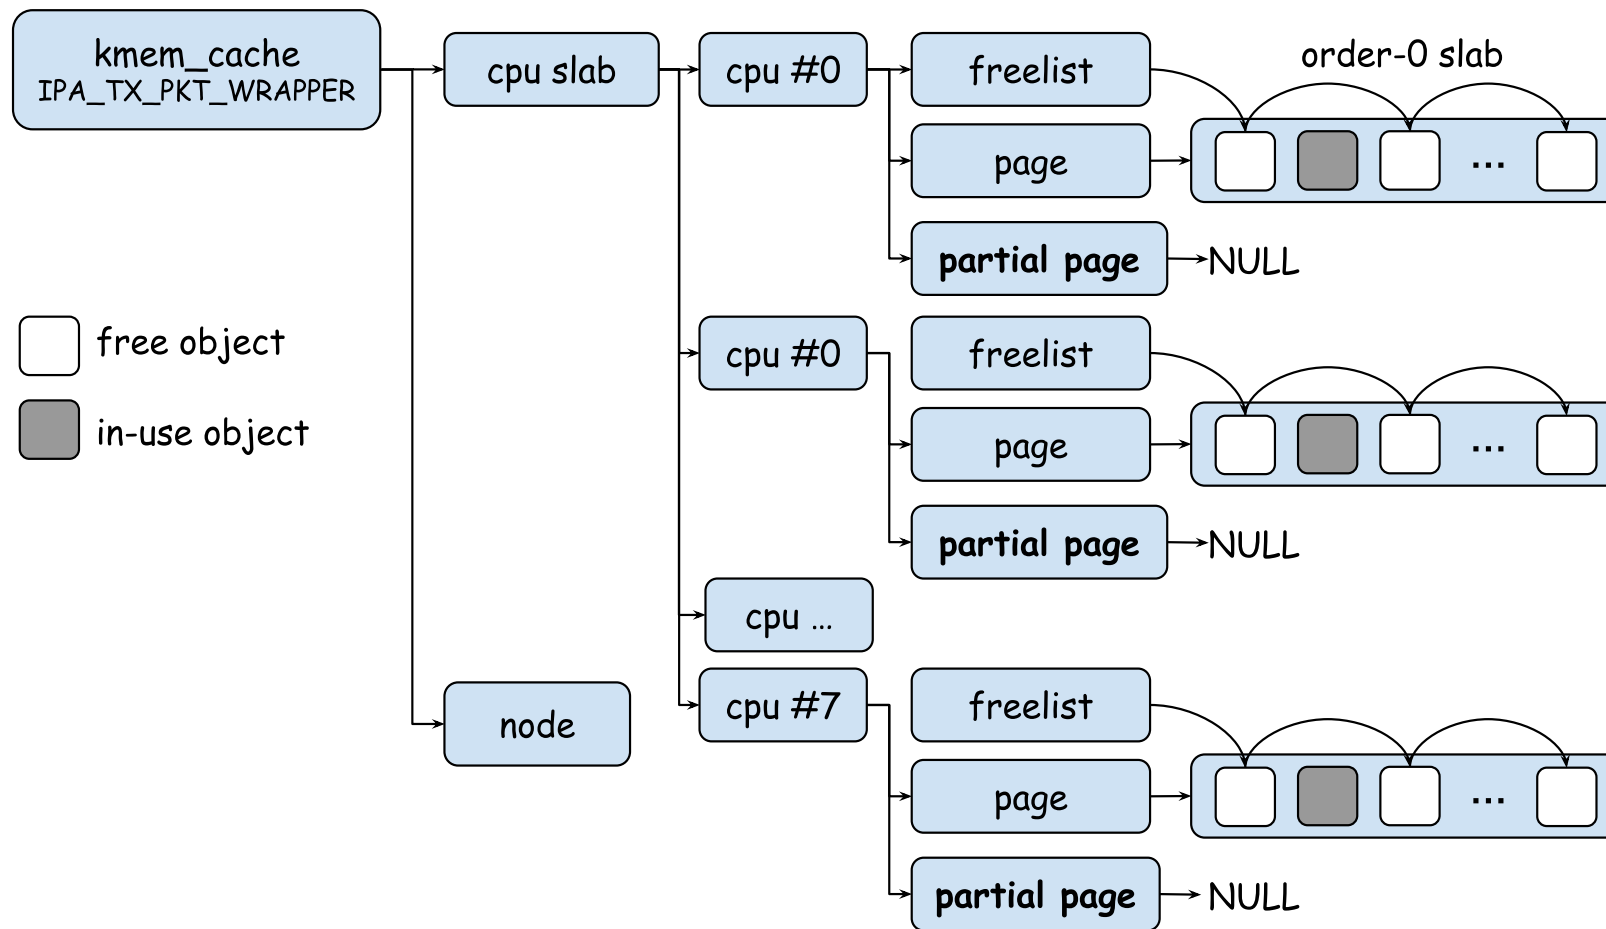 kmem_cache
IPA_TX_PKT_WRAPPER
cpu slab
cpu #0
freelist
order-0 slab
page
...
partial page
NULL
free object
in-use object
cpu #0
freelist
page
...
partial page
NULL
cpu ...
node
cpu #7
freelist
page
...
partial page
NULL